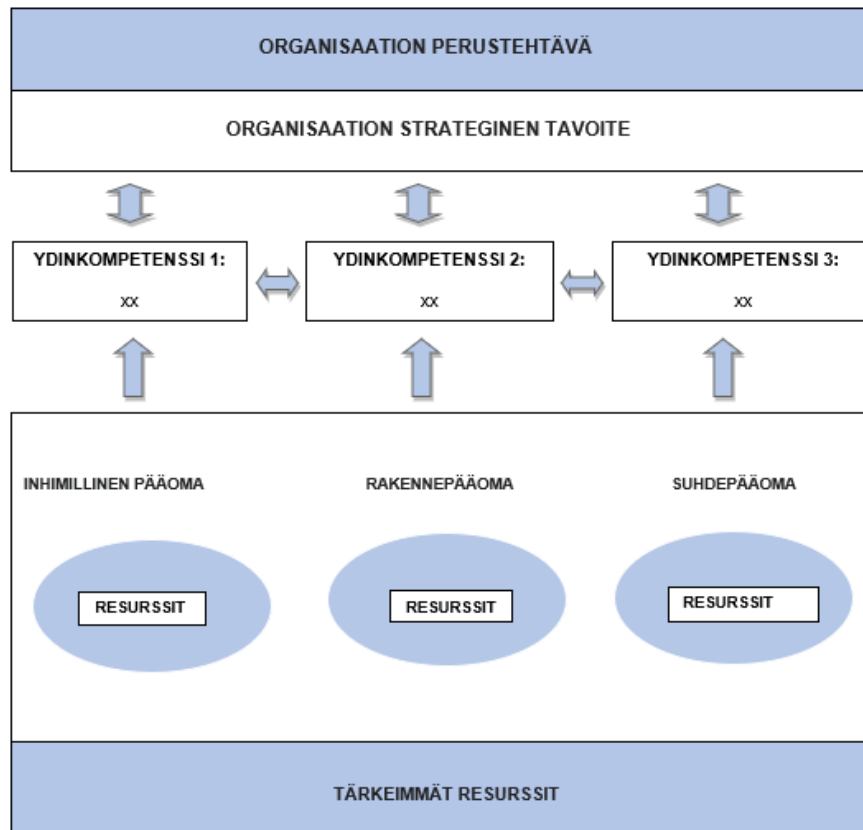 ORGANISAATION PERUSTEHTÄVÄ
ORGANISAATION STRATEGINEN TAVOITE
YDINKOMPETENSSI 1:
xx
YDINKOMPETENSSI 2:
xx
YDINKOMPETENSSI 3:
xx
INHIMILLINEN PÄÄOMA
RAKENNEPÄÄOMA
SUHDEPÄÄOMA
RESURSSIT
RESURSSIT
RESURSSIT
TÄRKEIMMÄT RESURSSIT